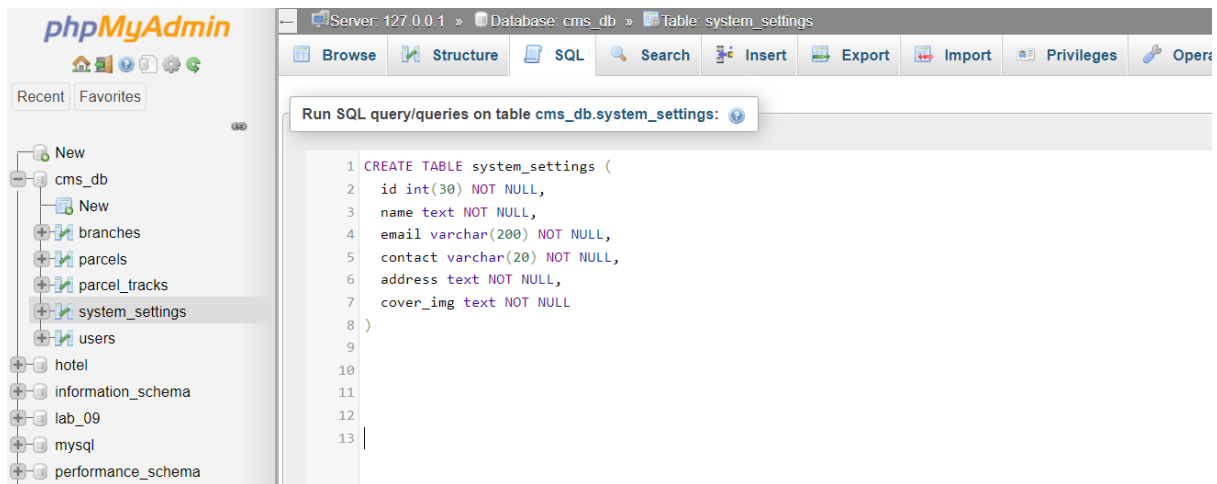 phpMyAdmin
Recent Favorites
New
cms_db
New
branches
parcels
parcel_tracks
system_settings
users
hotel
information_schema
lab_09
mysql
performance_schema
Server: 127.0.0.1 » Database: cms_db » Table: system_settings
Browse Structure SQL Search Insert Export Import Privileges Opera
Run SQL query/queries on table cms_db.system_settings:
1 CREATE TABLE system_settings (
2 id int(30) NOT NULL,
3 name text NOT NULL,
4 email varchar(200) NOT NULL,
5 contact varchar(20) NOT NULL,
6 address text NOT NULL,
7 cover_img text NOT NULL
8 )
9
10
11
12
13